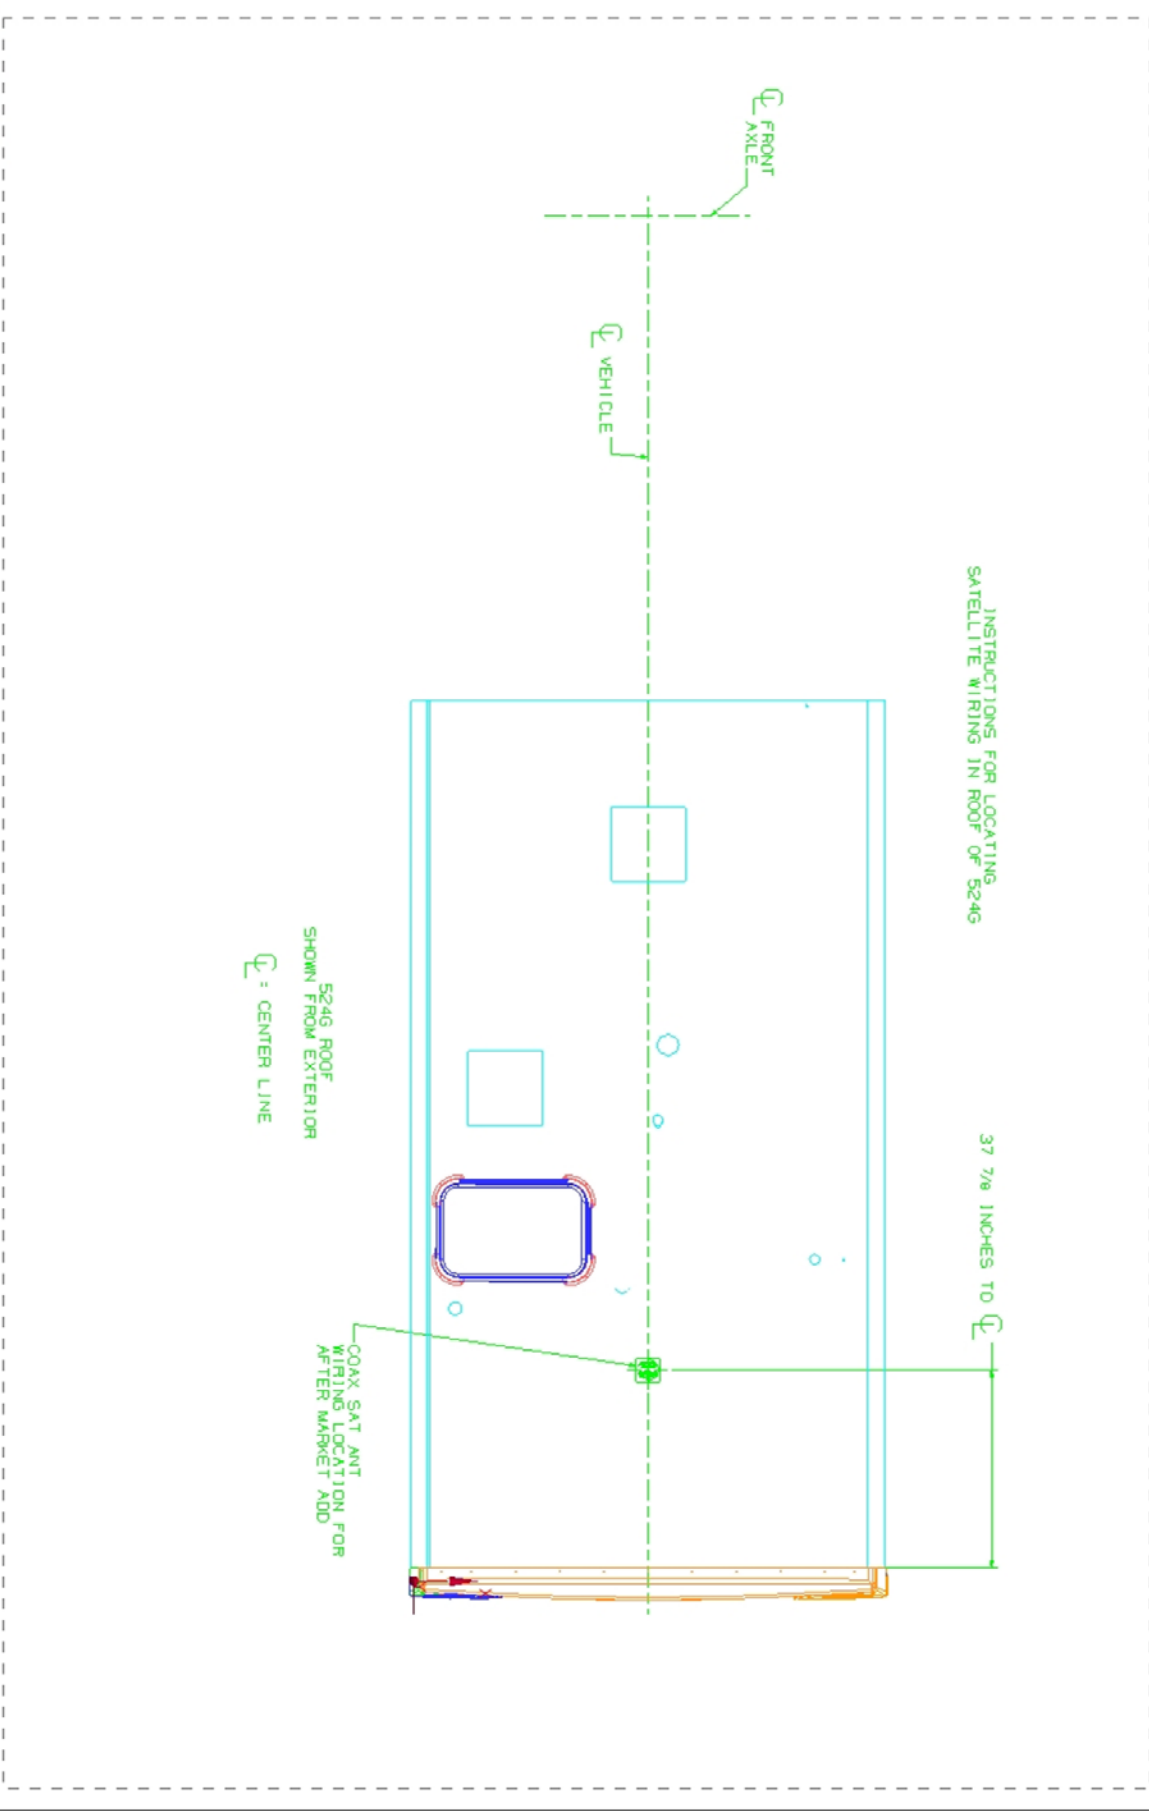 INSTRUCTIONS FOR LOCATING
SATELLITE WIRING IN ROOF OF 524G
℄ FRONT
AXLE
℄ VEHICLE
37 7/8 INCHES TO ℄
524G ROOF
SHOWN FROM EXTERIOR
℄ = CENTER LINE
COAX SAT ANT
WIRING LOCATION FOR
AFTER MARKET ADD